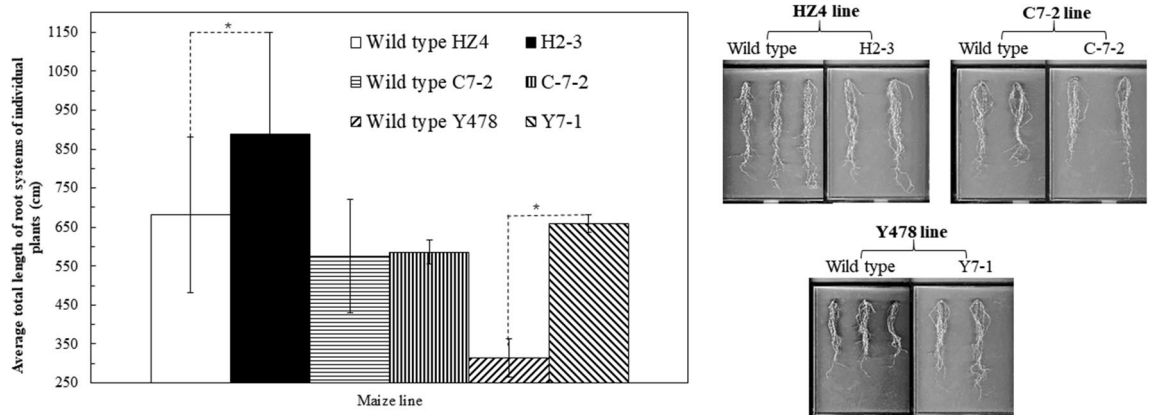 Average total length of root systems of individual
plants (cm)
1150
1050
950
850
750
650
550
450
350
250
*
*
Wild type HZ4
H2-3
Wild type C7-2
C-7-2
Wild type Y478
Y7-1
Maize line
HZ4 line
Wild type
H2-3
C7-2 line
Wild type
C-7-2
Y478 line
Wild type
Y7-1